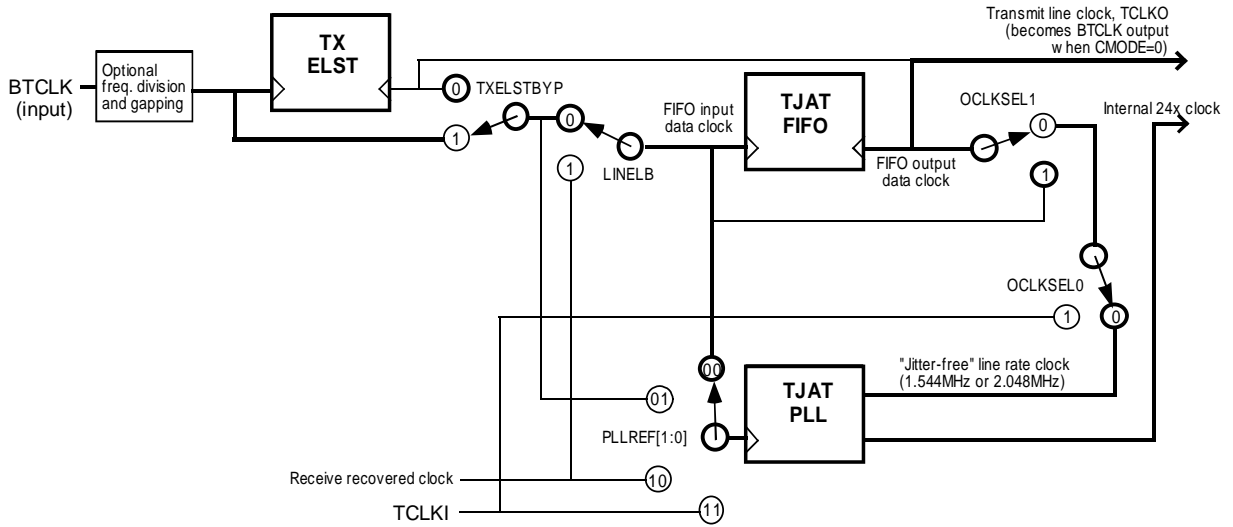 Transmit line clock, TCLKO
(becomes BTCLK output
when CMODE=0)
TX
ELST
Optional
freq. division
and gapping
BTCLK
(input)
0
TXELSTBYP
1
0
1
LINELB
FIFO input
data clock
TJAT
FIFO
FIFO output
data clock
OCLKSEL1
0
1
Internal 24x clock
OCLKSEL0
1
0
00
01
PLLREF[1:0]
10
11
TJAT
PLL
"Jitter-free" line rate clock
(1.544MHz or 2.048MHz)
Receive recovered clock
TCLKI